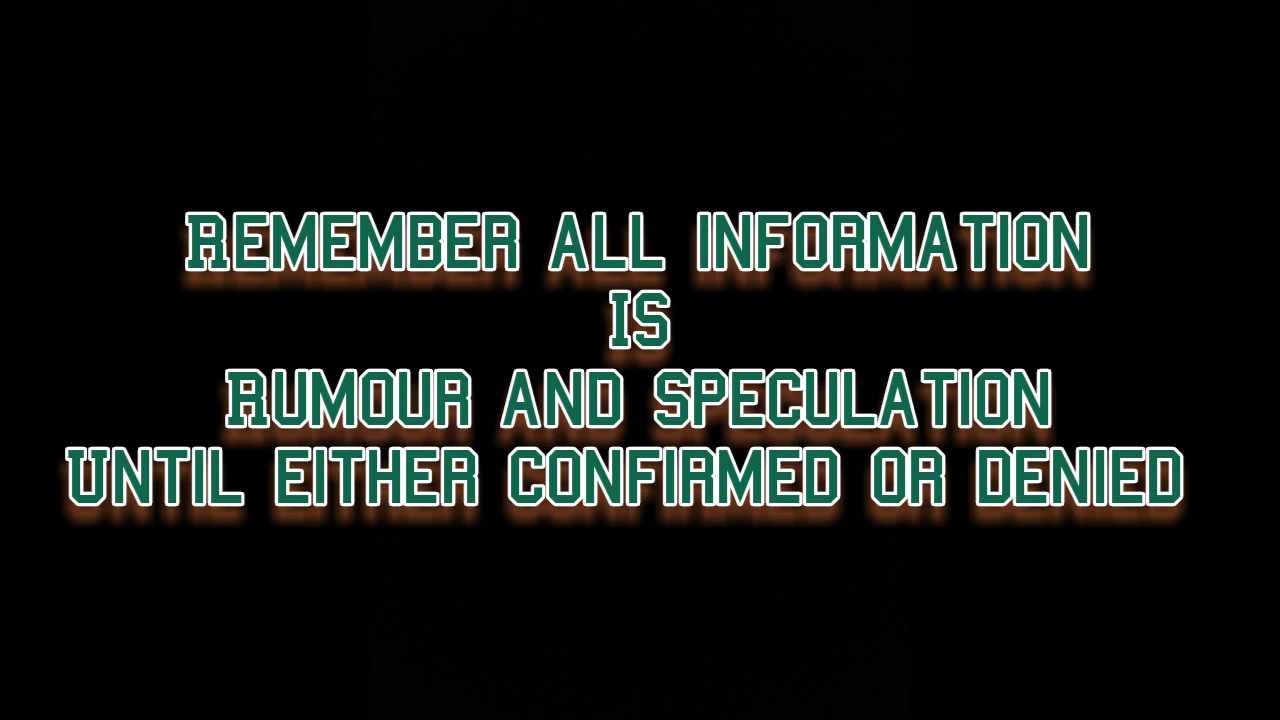 REMEMBER ALL INFORMATION
IS
RUMOUR AND SPECULATION
UNTIL EITHER CONFIRMED OR DENIED